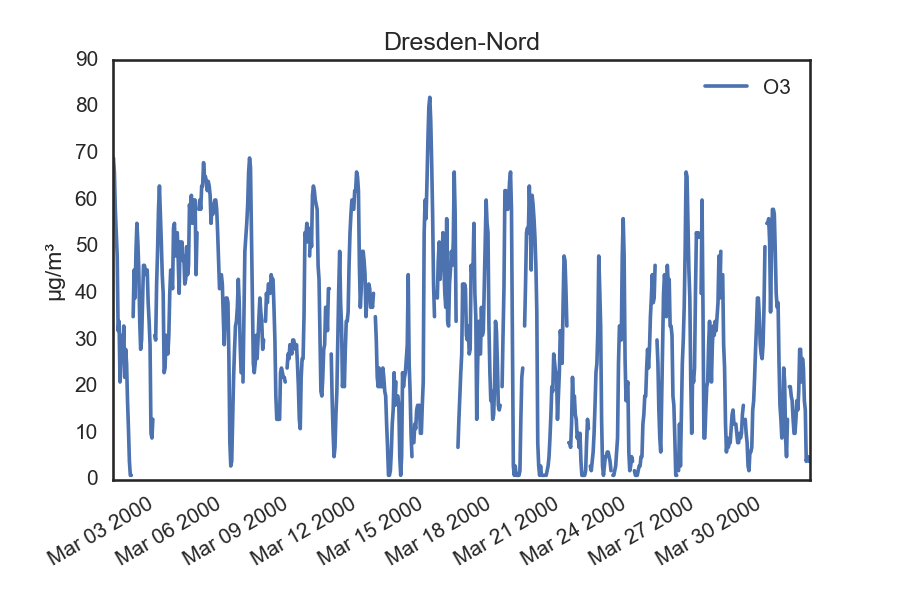 Dresden-Nord
90
80
70
60
50
40
30
20
10
0
µg/m³
O3
Mar 03 2000
Mar 06 2000
Mar 09 2000
Mar 12 2000
Mar 15 2000
Mar 18 2000
Mar 21 2000
Mar 24 2000
Mar 27 2000
Mar 30 2000